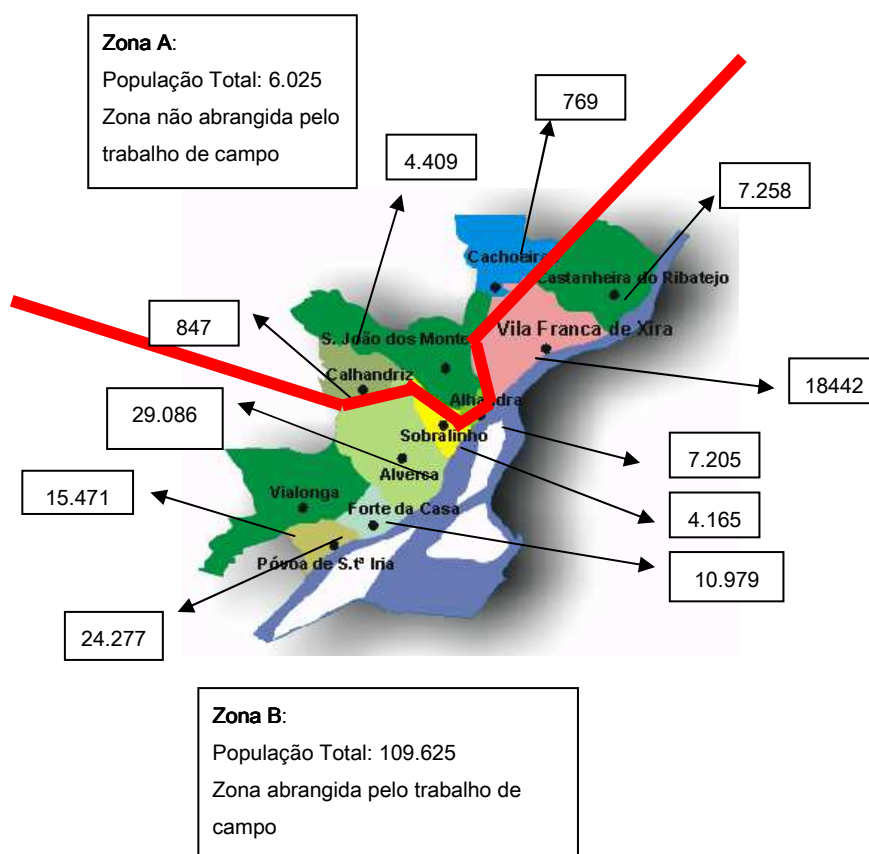 Zona A:
População Total: 6.025
Zona não abrangida pelo
trabalho de campo
769
4.409
7.258
Cachoeira
Castanheira do Ribatejo
847
S. João dos Monte
Vila Franca de Xira
Calhandriz
18442
29.086
Alhandra
Sobralinho
7.205
Alverca
15.471
Vialonga
4.165
Forte da Casa
Póvoa de S.tª Iria
10.979
24.277
Zona B:
População Total: 109.625
Zona abrangida pelo trabalho de
campo